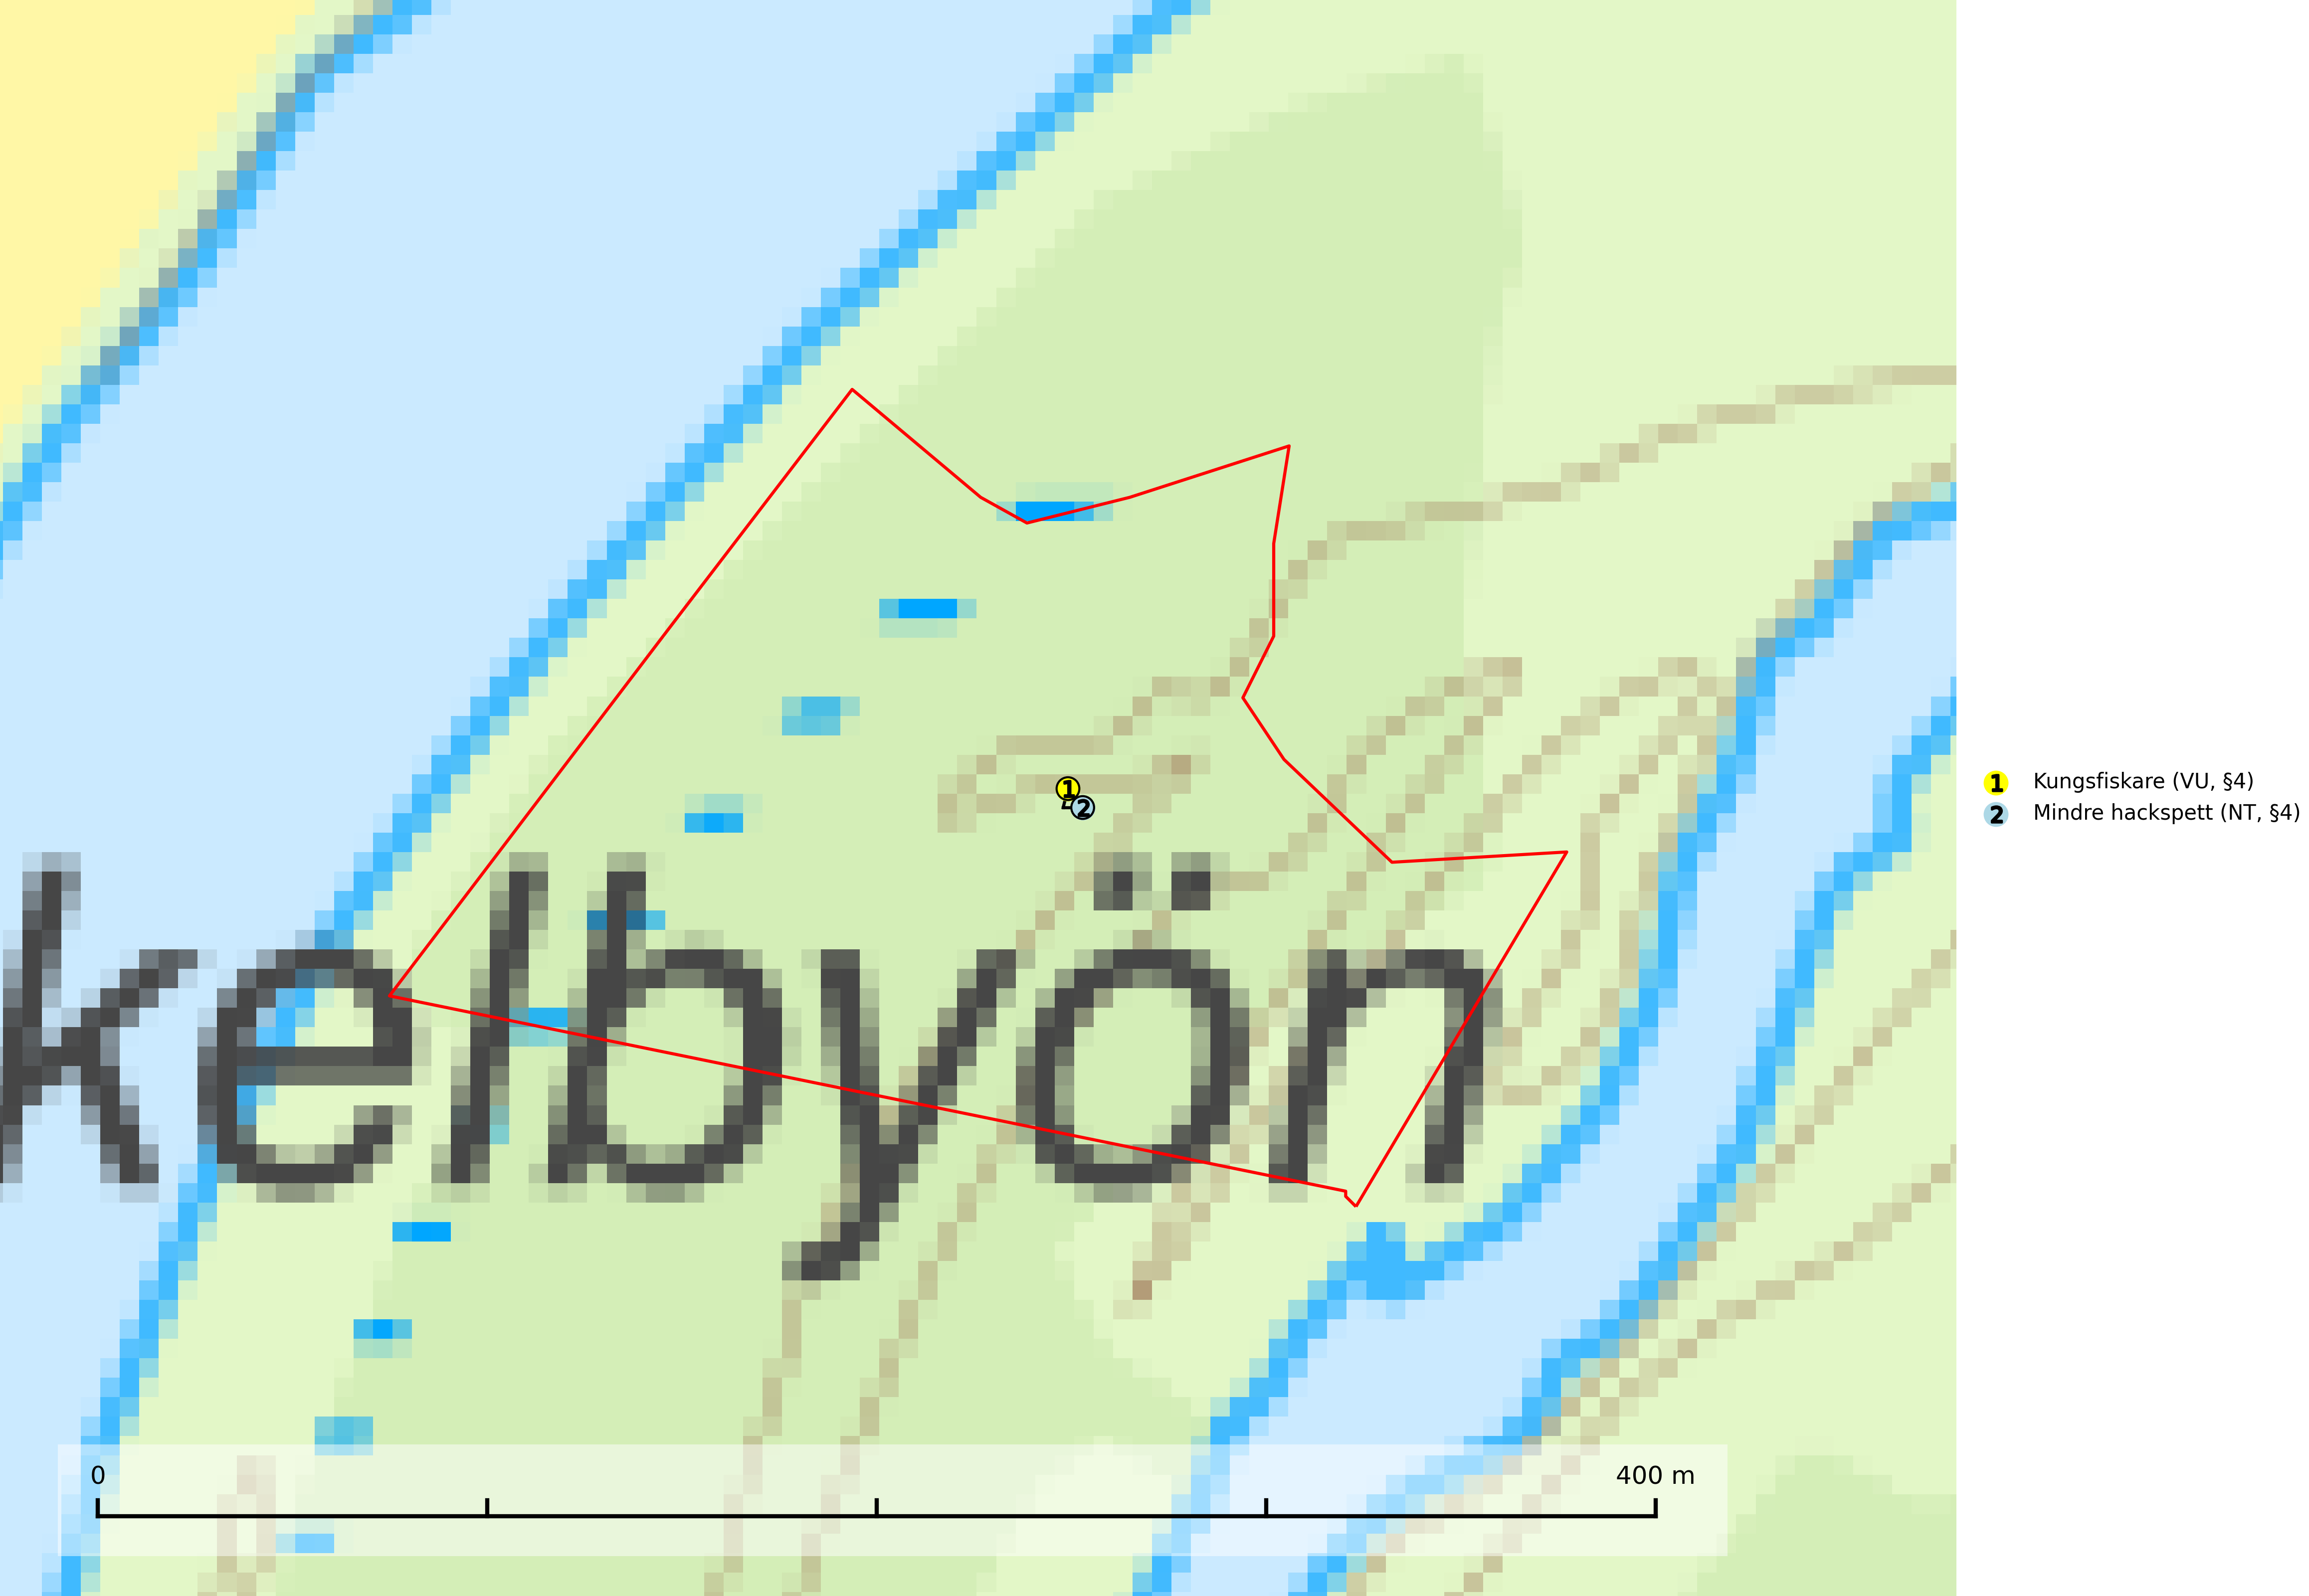 kelbyön
1
2
1 Kungsfiskare (VU, §4)
2 Mindre hackspett (NT, §4)
0 400 m